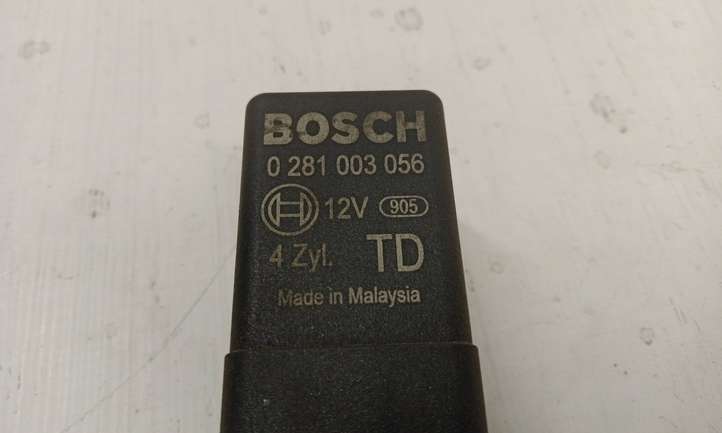 BOSCH
0 281 003 056
12V 905
4 Zyl. TD
Made in Malaysia